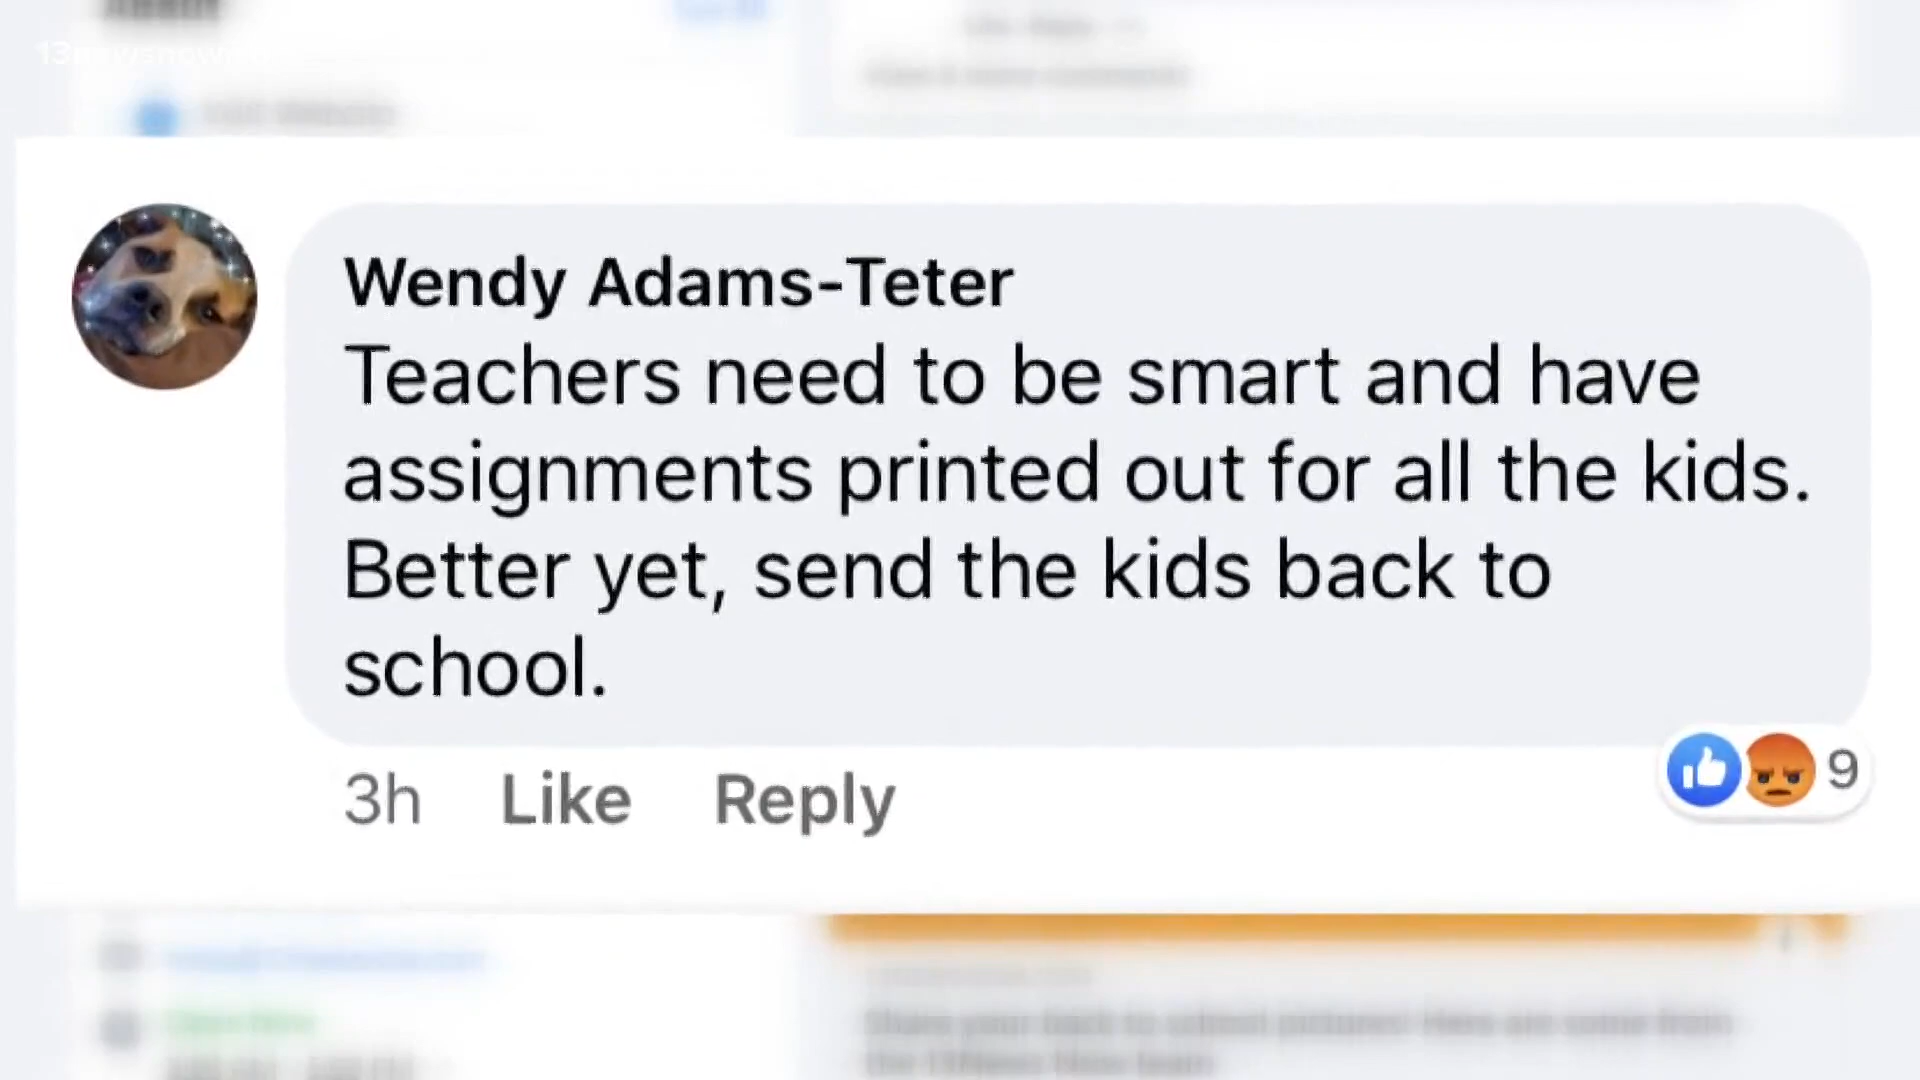 Wendy Adams-Teter
Teachers need to be smart and have
assignments printed out for all the kids.
Better yet, send the kids back to
school.
3h Like Reply
9